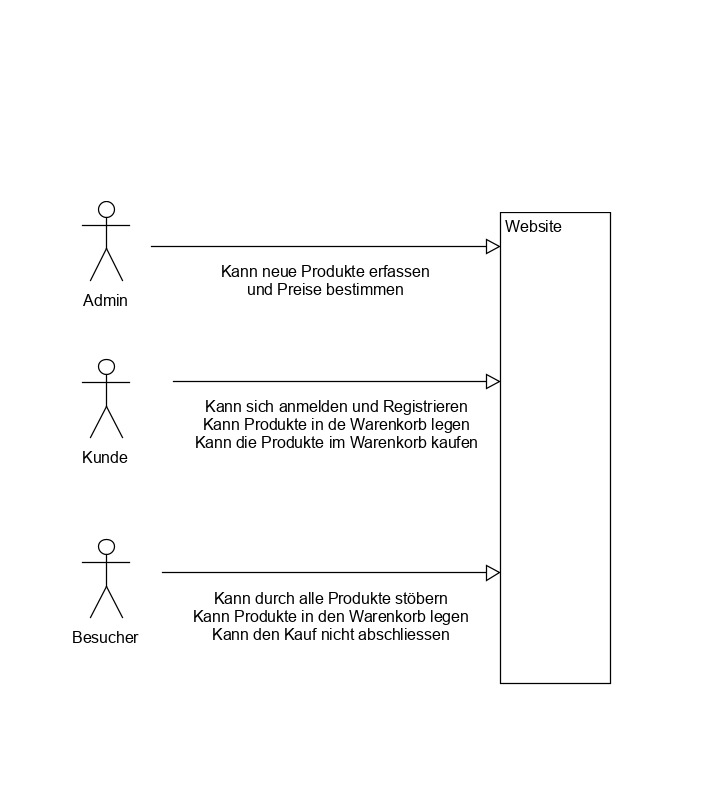 Website
Kann neue Produkte erfassen
und Preise bestimmen
Admin
Kann sich anmelden und Registrieren
Kann Produkte in de Warenkorb legen
Kann die Produkte im Warenkorb kaufen
Kunde
Kann durch alle Produkte stöbern
Kann Produkte in den Warenkorb legen
Kann den Kauf nicht abschliessen
Besucher